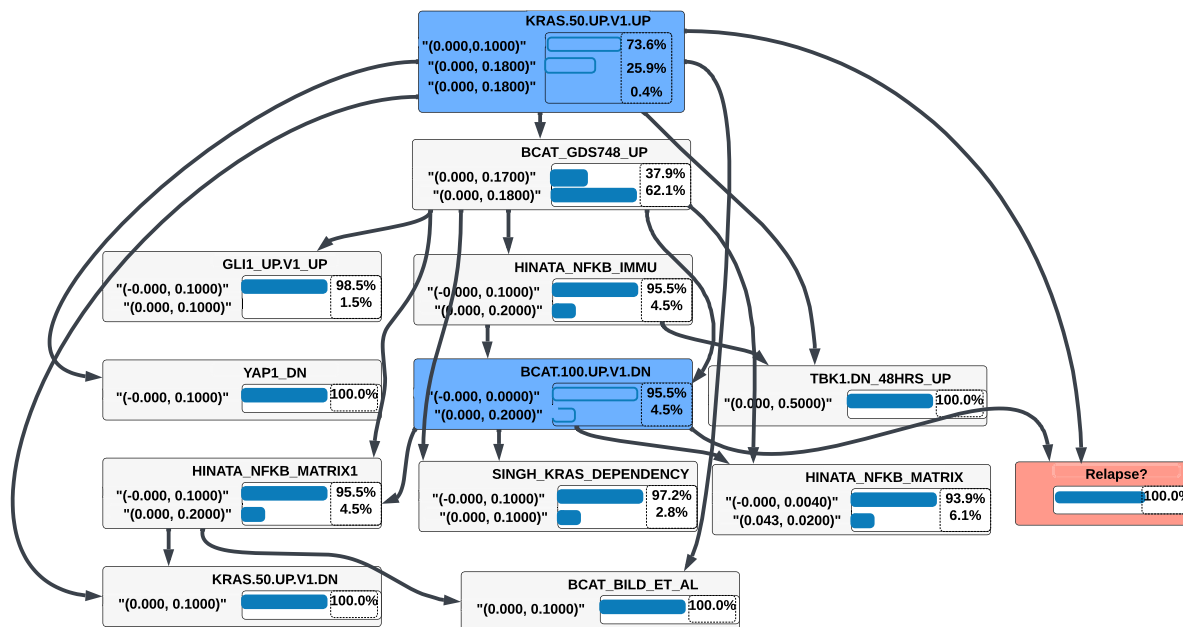 KRAS.50.UP.V1.UP
"(0.000,0.1000)" 73.6%
"(0.000, 0.1800)" 25.9%
"(0.000, 0.1800)" 0.4%
BCAT_GDS748_UP
"(0.000, 0.1700)" 37.9%
"(0.000, 0.1800)" 62.1%
GLI1_UP.V1_UP
"(-0.000, 0.1000)" 98.5%
"(0.000, 0.1000)" 1.5%
HINATA_NFKB_IMMU
"(-0.000, 0.1000)" 95.5%
"(0.000, 0.2000)" 4.5%
YAP1_DN
"(-0.000, 0.1000)" 100.0%
BCAT.100.UP.V1.DN
"(-0.000, 0.0000)" 95.5%
"(0.000, 0.2000)" 4.5%
TBK1.DN_48HRS_UP
"(0.000, 0.5000)" 100.0%
HINATA_NFKB_MATRIX1
"(-0.000, 0.1000)" 95.5%
"(0.000, 0.2000)" 4.5%
SINGH_KRAS_DEPENDENCY
"(-0.000, 0.1000)" 97.2%
"(0.000, 0.1000)" 2.8%
HINATA_NFKB_MATRIX
"(-0.000, 0.0040)" 93.9%
"(0.043, 0.0200)" 6.1%
Relapse?
100.0%
KRAS.50.UP.V1.DN
"(0.000, 0.1000)" 100.0%
BCAT_BILD_ET_AL
"(0.000, 0.1000)" 100.0%